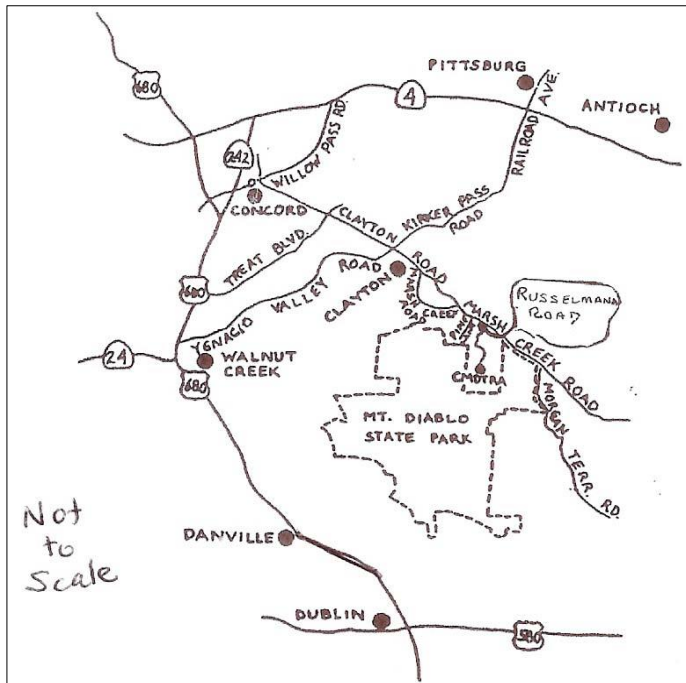 680
PITTSBURG
ANTIOCH
4
RAILROAD AVE.
242
WILLOW PASS RD.
CONCORD
TREAT BLVD.
CLAYTON ROAD
KIRKER PASS
ROAD
680
YGNACIO VALLEY ROAD
CLAYTON
MARSH
CREEK
ROAD
MARSH CREEK ROAD
RUSSELMANN
ROAD
24
WALNUT
CREEK
680
CMDTRA
MT. DIABLO
STATE PARK
MORGAN TERR. RD.
Not
to
Scale
DANVILLE
DUBLIN
580